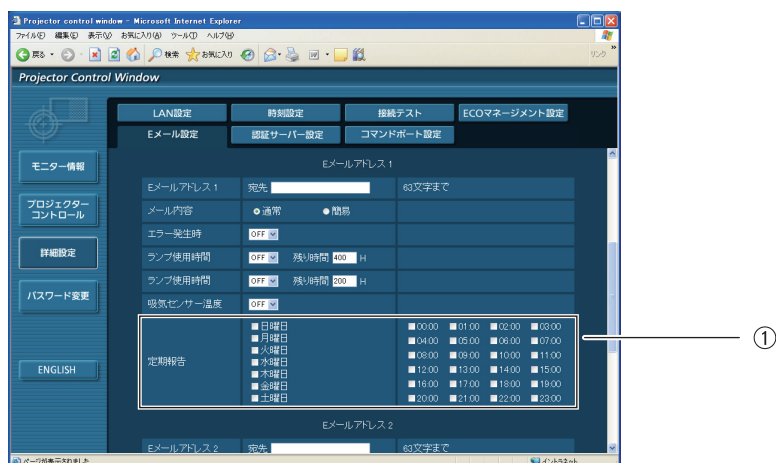 Projector control window - Microsoft Internet Explorer
ファイル(F) 編集(E) 表示(V) お気に入り(A) ツール(T) ヘルプ(H)
戻る 検索 お気に入り リンク »
Projector Control Window
LAN設定 時刻設定 接続テスト ECOマネージメント設定
Eメール設定 認証サーバー設定 コマンドポート設定
モニター情報
プロジェクター
コントロール
詳細設定
パスワード変更
ENGLISH
Eメールアドレス 1
Eメールアドレス 1 宛先 63文字まで
メール内容 通常 簡易
エラー発生時 OFF
ランプ使用時間 OFF 残り時間 400 H
ランプ使用時間 OFF 残り時間 200 H
吸気センサー温度 OFF
定期報告
日曜日
月曜日
火曜日
水曜日
木曜日
金曜日
土曜日
00:00 01:00 02:00 03:00
04:00 05:00 06:00 07:00
08:00 09:00 10:00 11:00
12:00 13:00 14:00 15:00
16:00 17:00 18:00 19:00
20:00 21:00 22:00 23:00
①
Eメールアドレス 2
Eメールアドレス 2 宛先 63文字まで
ページが表示されました イントラネット